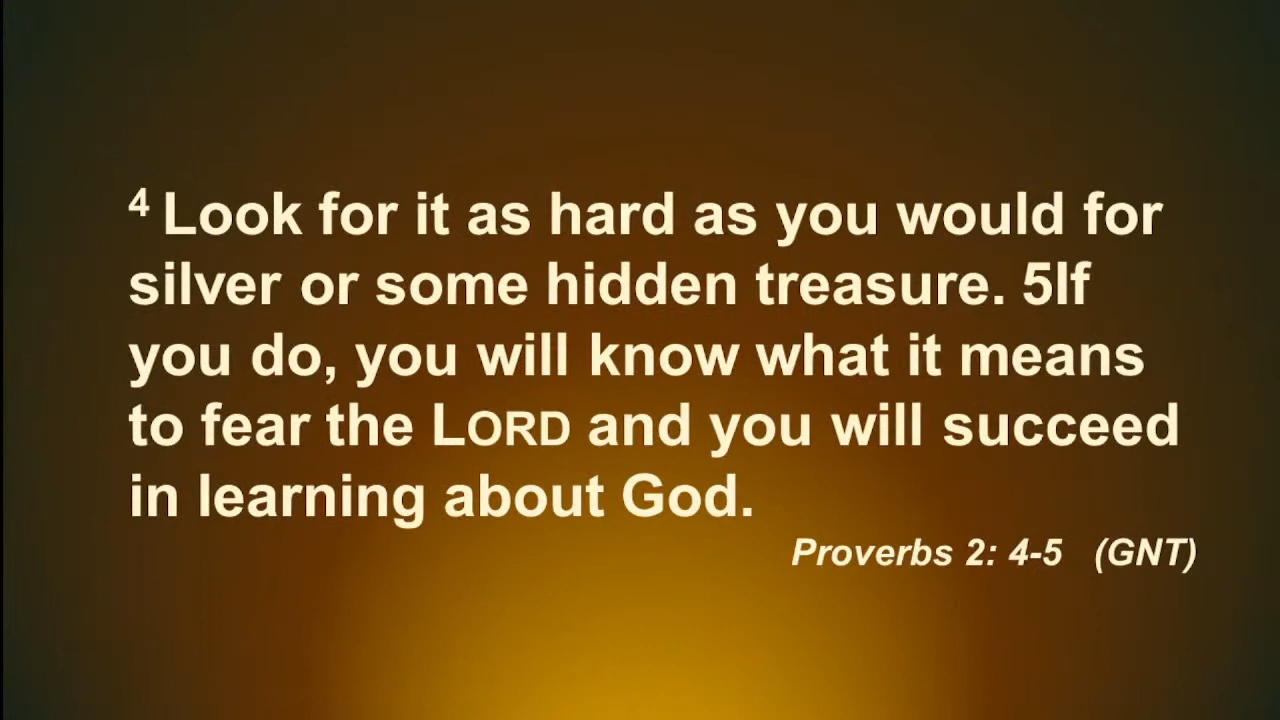 4 Look for it as hard as you would for
silver or some hidden treasure. 5If
you do, you will know what it means
to fear the LORD and you will succeed
in learning about God.
Proverbs 2: 4-5 (GNT)